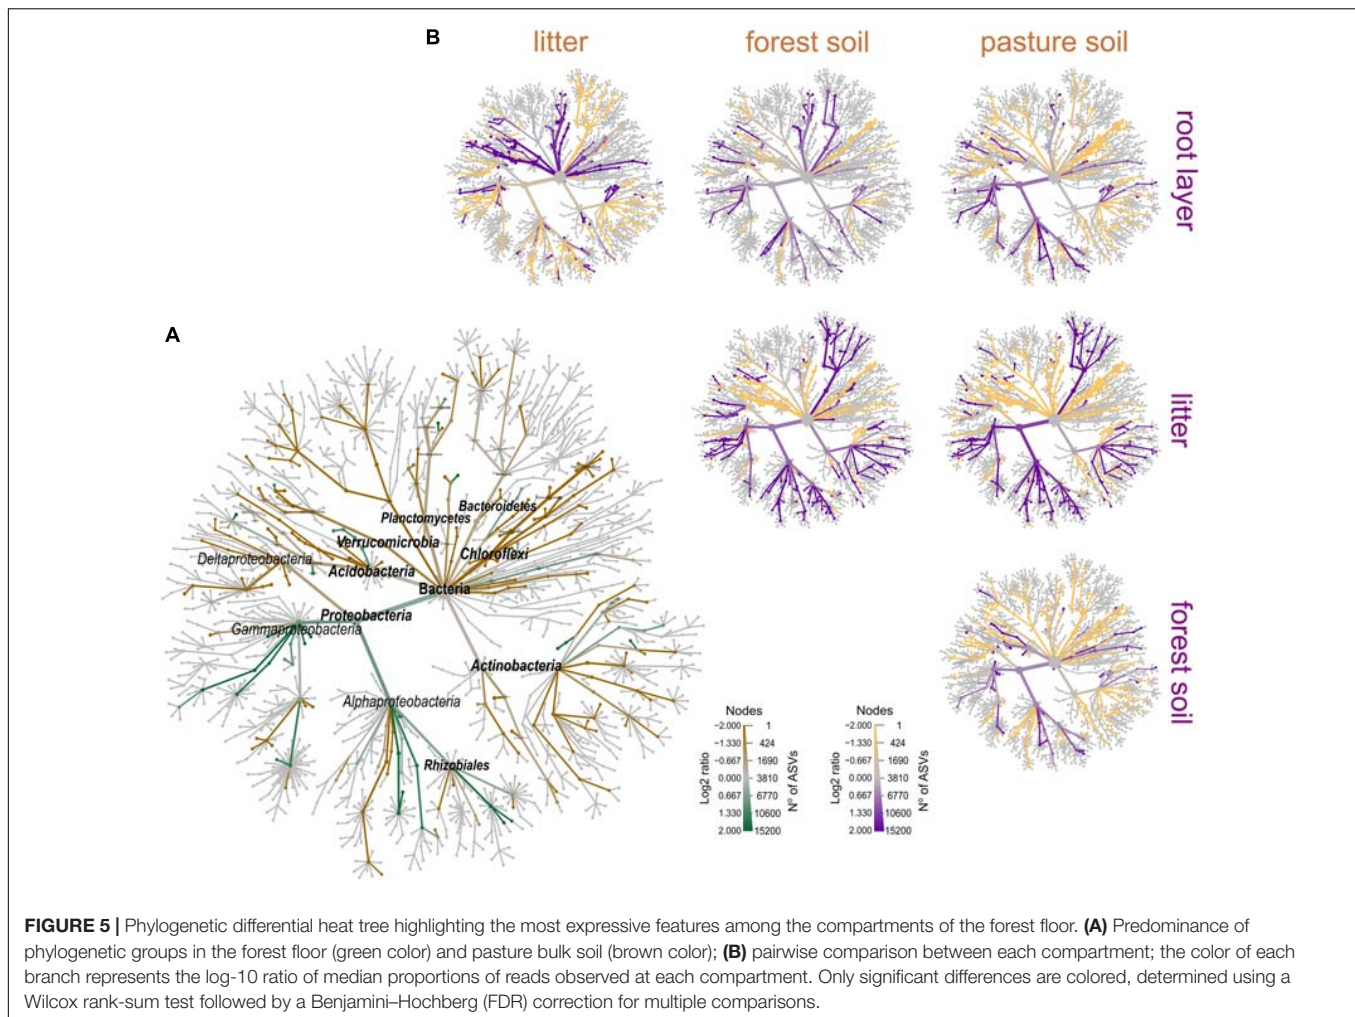 B
litter
forest soil
pasture soil
root layer
litter
forest soil
A
Bacteroidetes
Planctomycetes
Verrucomicrobia
Chloroflexi
Deltaproteobacteria
Acidobacteria
Bacteria
Proteobacteria
Gammaproteobacteria
Actinobacteria
Alphaproteobacteria
Rhizobiales
Nodes
−2.000 1
−1.330 424
−0.667 1690
0.000 3810
0.667 6770
1.330 10600
2.000 15200
Log2 ratio
Nº of ASVs
Nodes
−2.000 1
−1.330 424
−0.667 1690
0.000 3810
0.667 6770
1.330 10600
2.000 15200
Log2 ratio
Nº of ASVs
FIGURE 5 | Phylogenetic differential heat tree highlighting the most expressive features among the compartments of the forest floor. (A) Predominance of
phylogenetic groups in the forest floor (green color) and pasture bulk soil (brown color); (B) pairwise comparison between each compartment; the color of each
branch represents the log-10 ratio of median proportions of reads observed at each compartment. Only significant differences are colored, determined using a
Wilcox rank-sum test followed by a Benjamini–Hochberg (FDR) correction for multiple comparisons.